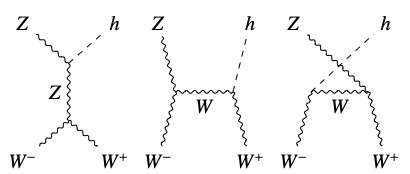 Z h Z h Z h
Z W W
W⁻ W⁺ W⁻ W⁺ W⁻ W⁺